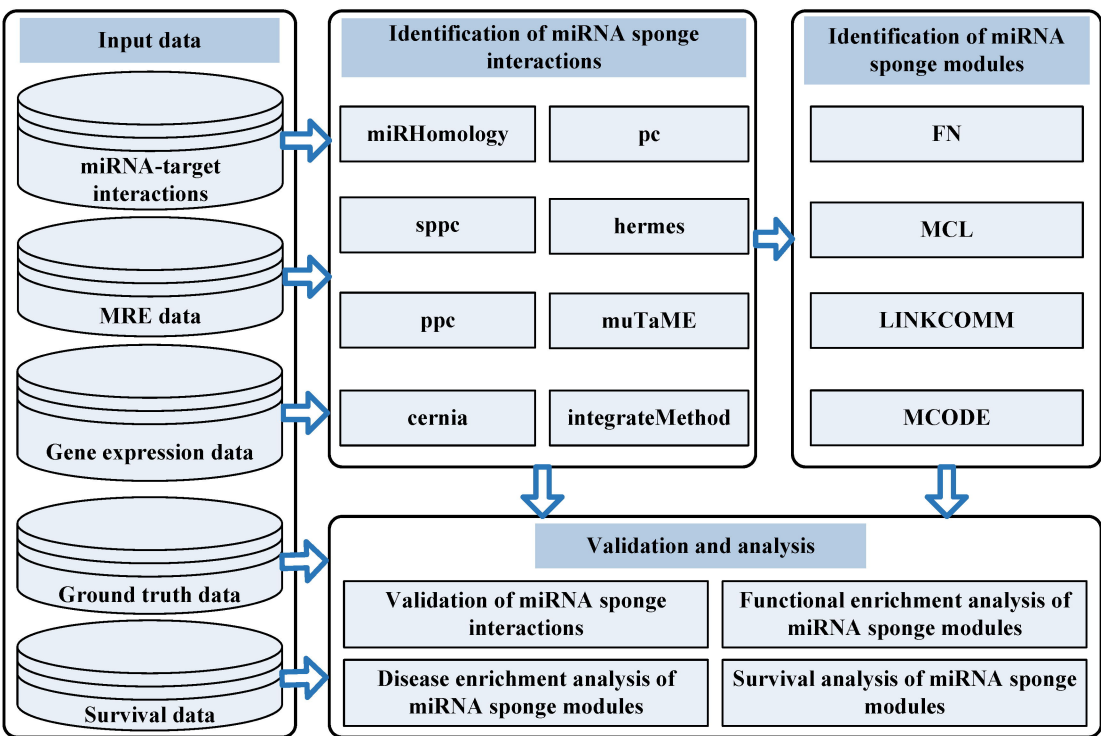 Input data
miRNA-target
interactions
MRE data
Gene expression data
Ground truth data
Survival data
Identification of miRNA sponge
interactions
miRHomology
pc
sppc
hermes
ppc
muTaME
cernia
integrateMethod
Identification of miRNA
sponge modules
FN
MCL
LINKCOMM
MCODE
Validation and analysis
Validation of miRNA sponge
interactions
Functional enrichment analysis of
miRNA sponge modules
Disease enrichment analysis of
miRNA sponge modules
Survival analysis of miRNA sponge
modules